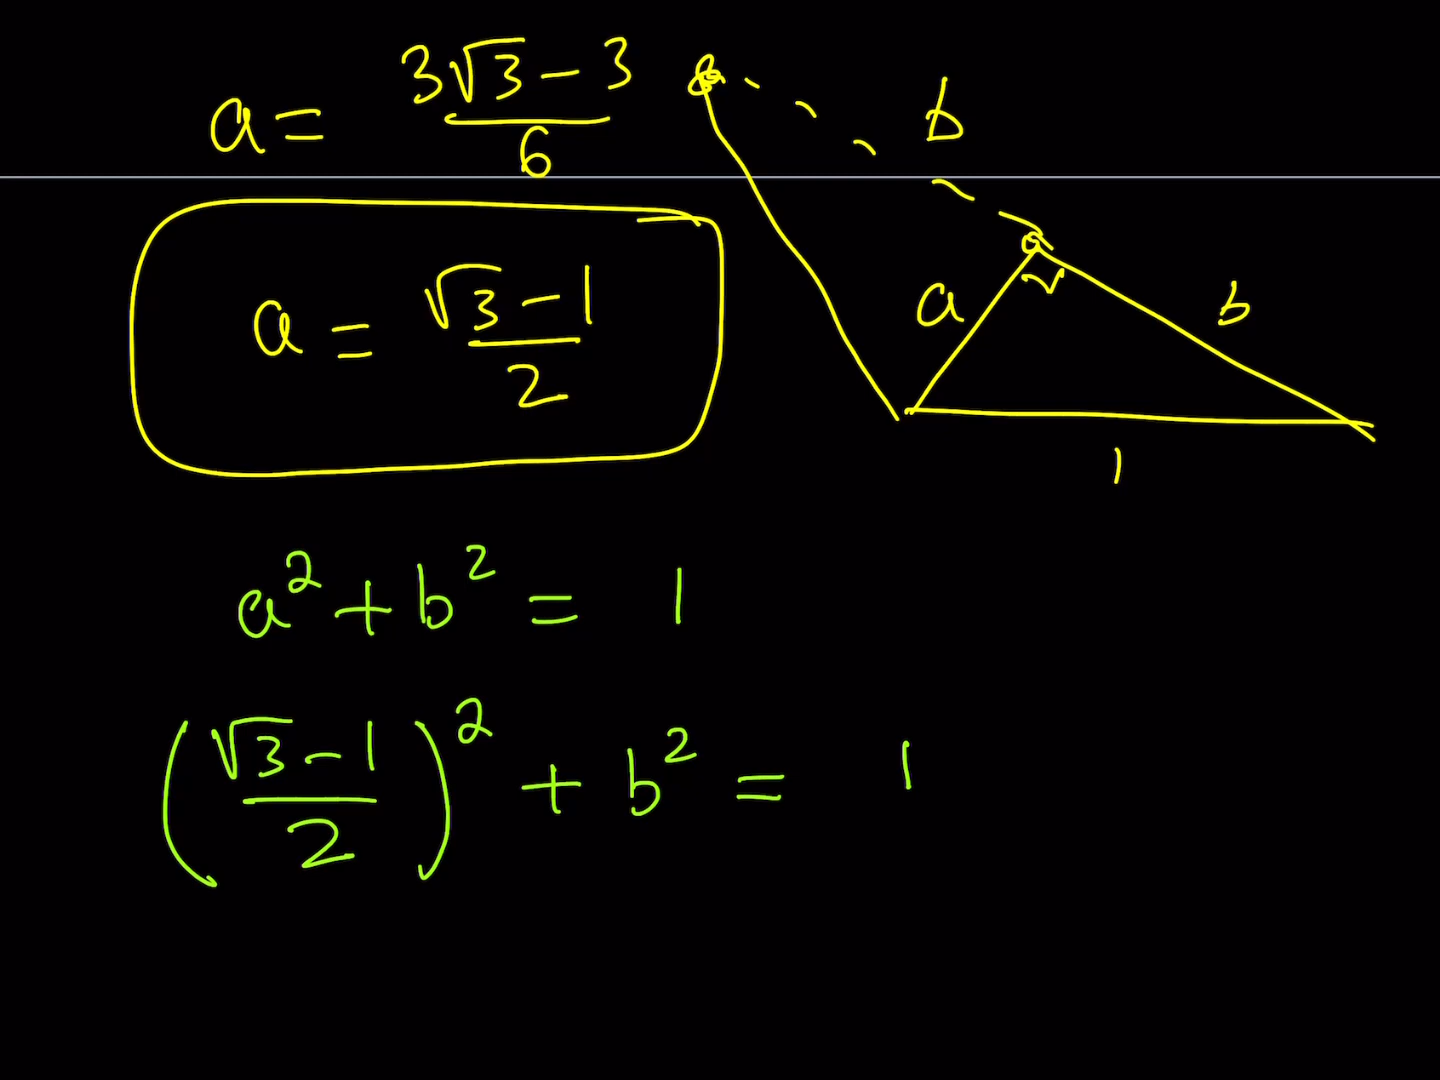 a = (3√3 - 3)/6
b
a = (√3 - 1)/2
a
b
1
a² + b² = 1
((√3 - 1)/2)² + b² = 1